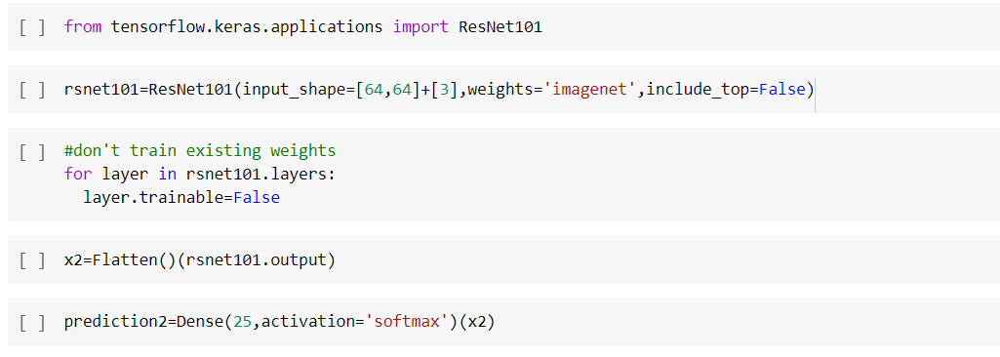 [ ] from tensorflow.keras.applications import ResNet101
[ ] rsnet101=ResNet101(input_shape=[64,64]+[3],weights='imagenet',include_top=False)
[ ] #don't train existing weights
for layer in rsnet101.layers:
  layer.trainable=False
[ ] x2=Flatten()(rsnet101.output)
[ ] prediction2=Dense(25,activation='softmax')(x2)